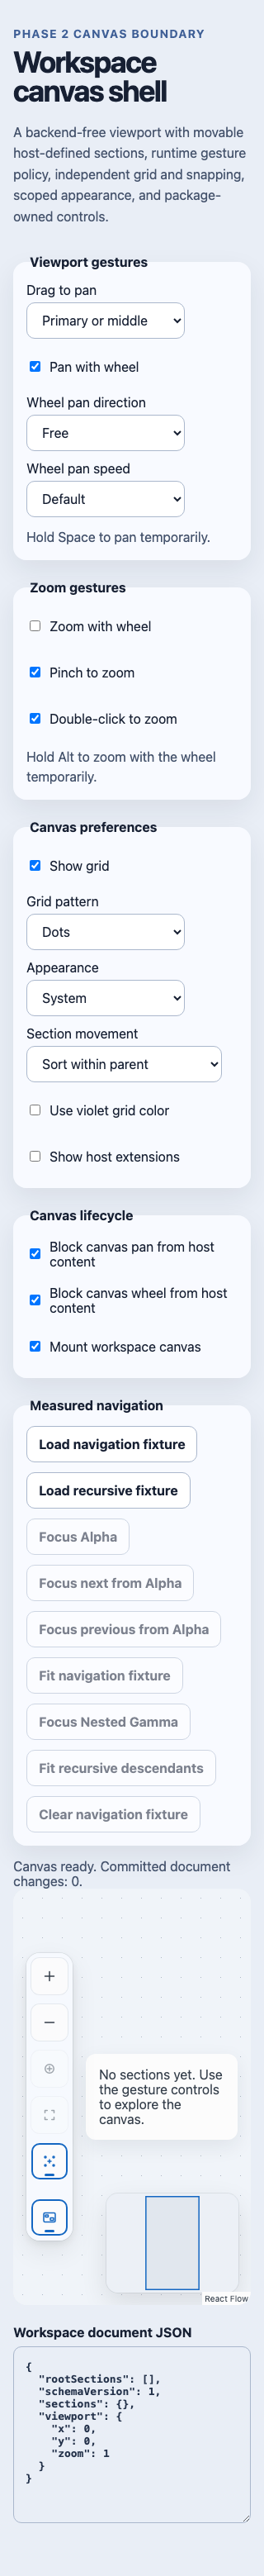 PHASE 2 CANVAS BOUNDARY
Workspace
canvas shell
A backend-free viewport with movable
host-defined sections, runtime gesture
policy, independent grid and snapping,
scoped appearance, and package-
owned controls.
Viewport gestures
Drag to pan
Primary or middle
Pan with wheel
Wheel pan direction
Free
Wheel pan speed
Default
Hold Space to pan temporarily.
Zoom gestures
Zoom with wheel
Pinch to zoom
Double-click to zoom
Hold Alt to zoom with the wheel
temporarily.
Canvas preferences
Show grid
Grid pattern
Dots
Appearance
System
Section movement
Sort within parent
Use violet grid color
Show host extensions
Canvas lifecycle
Block canvas pan from host
content
Block canvas wheel from host
content
Mount workspace canvas
Measured navigation
Load navigation fixture
Load recursive fixture
Focus Alpha
Focus next from Alpha
Focus previous from Alpha
Fit navigation fixture
Focus Nested Gamma
Fit recursive descendants
Clear navigation fixture
Canvas ready. Committed document
changes: 0.
No sections yet. Use
the gesture controls
to explore the
canvas.
React Flow
Workspace document JSON
{
  "rootSections": [],
  "schemaVersion": 1,
  "sections": {},
  "viewport": {
    "x": 0,
    "y": 0,
    "zoom": 1
  }
}